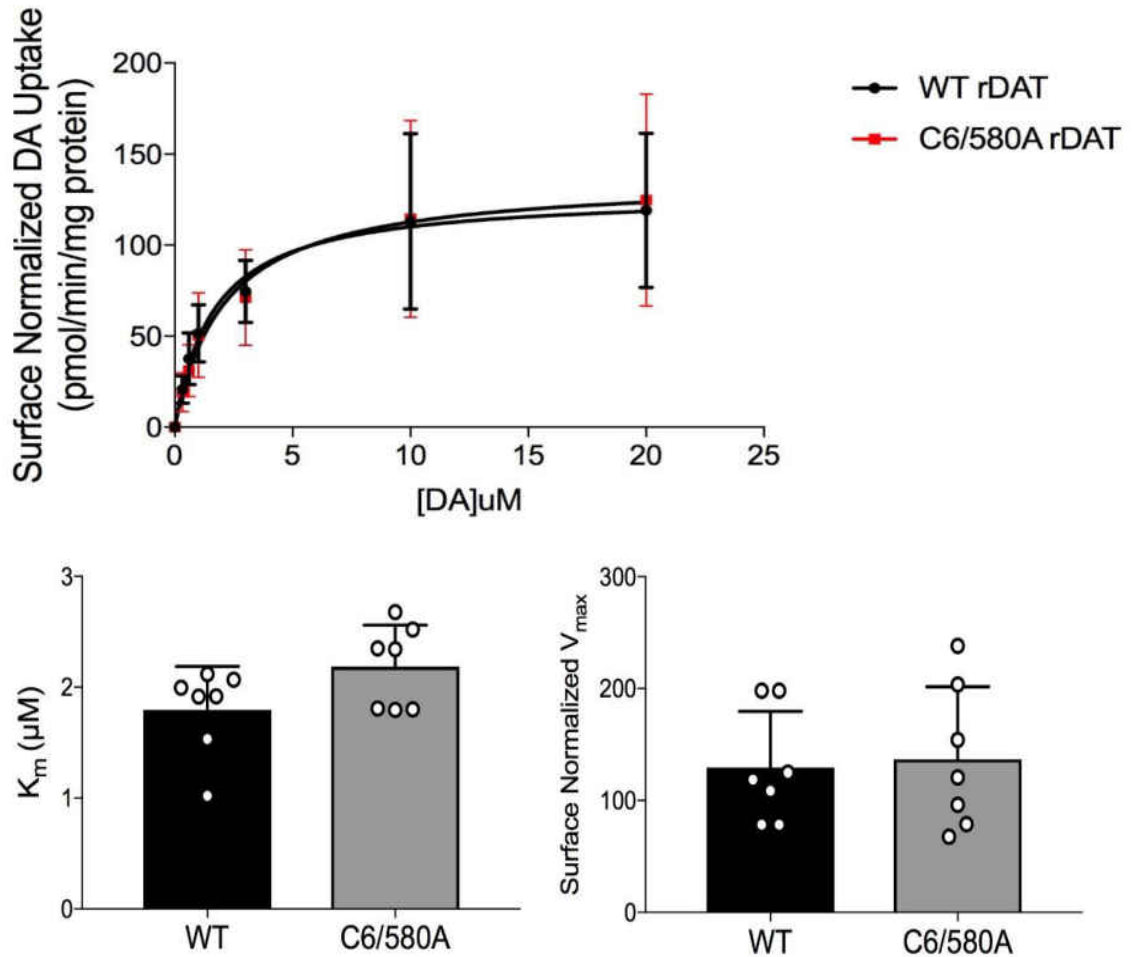 Surface Normalized DA Uptake
(pmol/min/mg protein)
200
150
100
50
0
0 5 10 15 20 25
[DA]uM
WT rDAT
C6/580A rDAT
Km (µM)
3
2
1
0
WT C6/580A
Surface Normalized Vmax
300
200
100
0
WT C6/580A